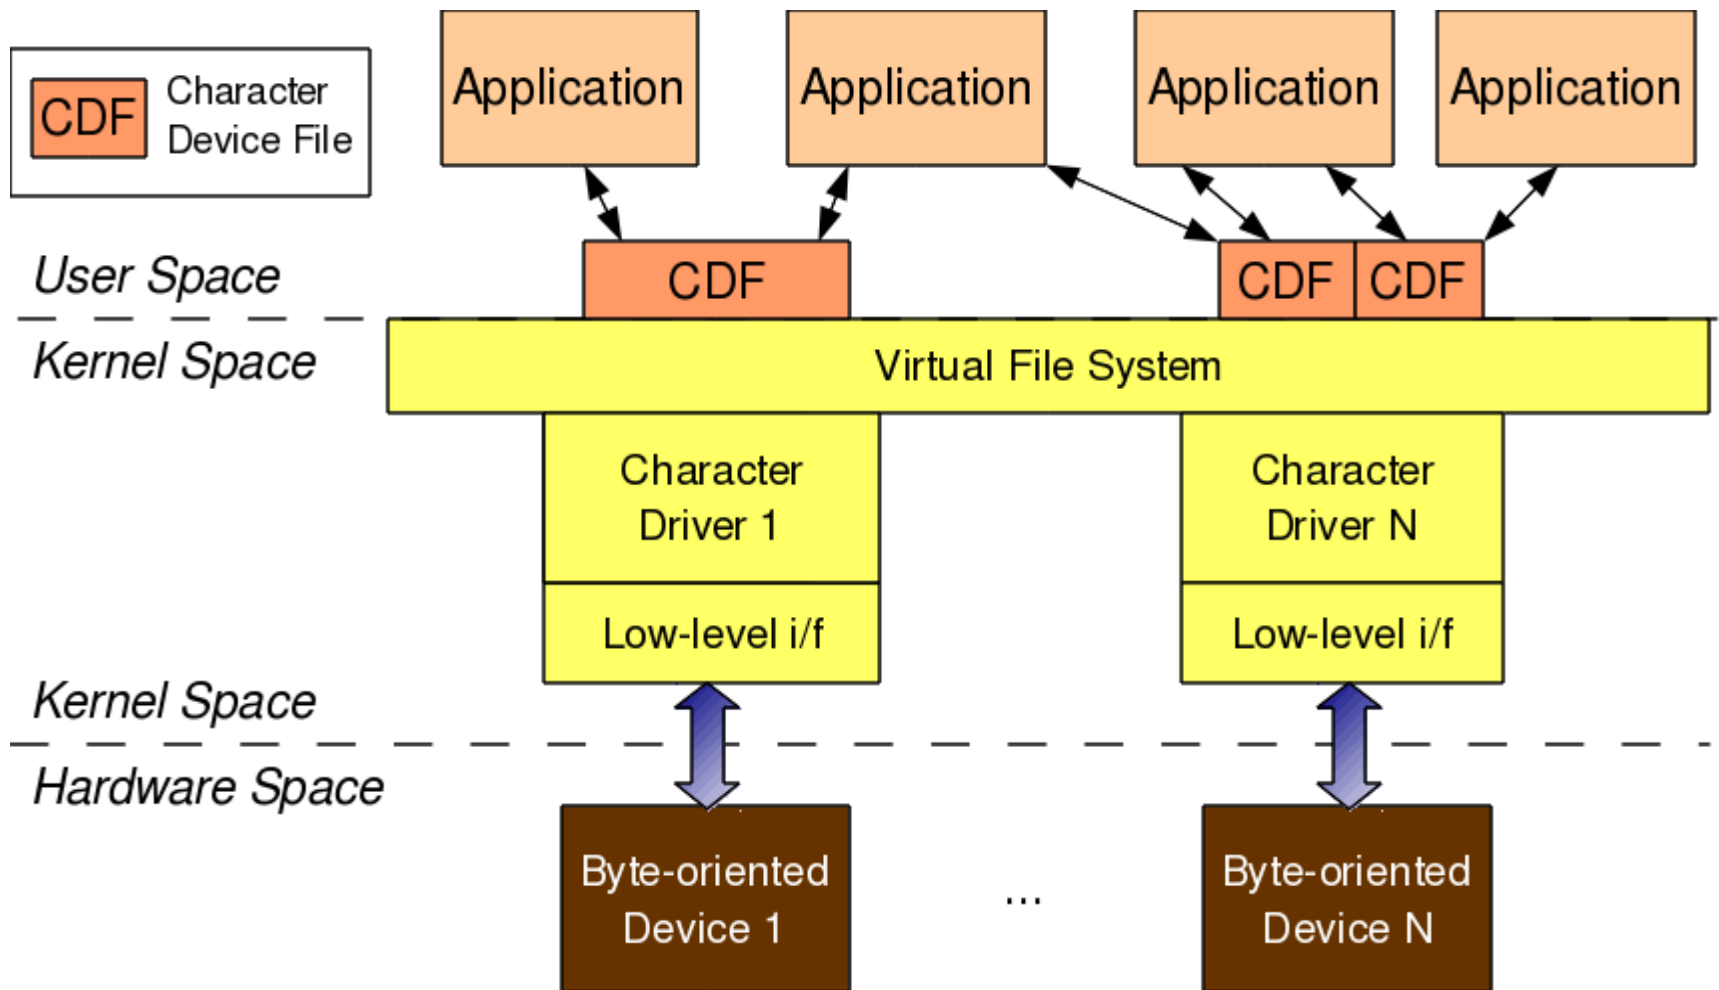 Application
Application
Application
Application
CDF
Character
Device File
User Space
CDF
CDF
CDF
Kernel Space
Virtual File System
Character
Driver 1
Character
Driver N
Low-level i/f
Low-level i/f
Kernel Space
Hardware Space
Byte-oriented
Device 1
...
Byte-oriented
Device N